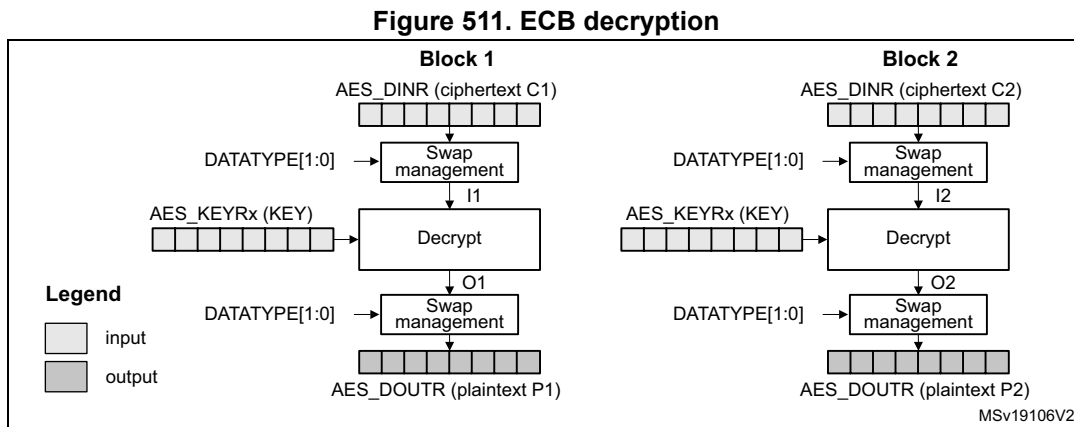 Figure 511. ECB decryption
Block 1
Block 2
AES_DINR (ciphertext C1)
AES_DINR (ciphertext C2)
DATATYPE[1:0]
Swap
management
DATATYPE[1:0]
Swap
management
I1
I2
AES_KEYRx (KEY)
Decrypt
AES_KEYRx (KEY)
Decrypt
O1
O2
Legend
input
output
DATATYPE[1:0]
Swap
management
DATATYPE[1:0]
Swap
management
AES_DOUTR (plaintext P1)
AES_DOUTR (plaintext P2)
MSv19106V2